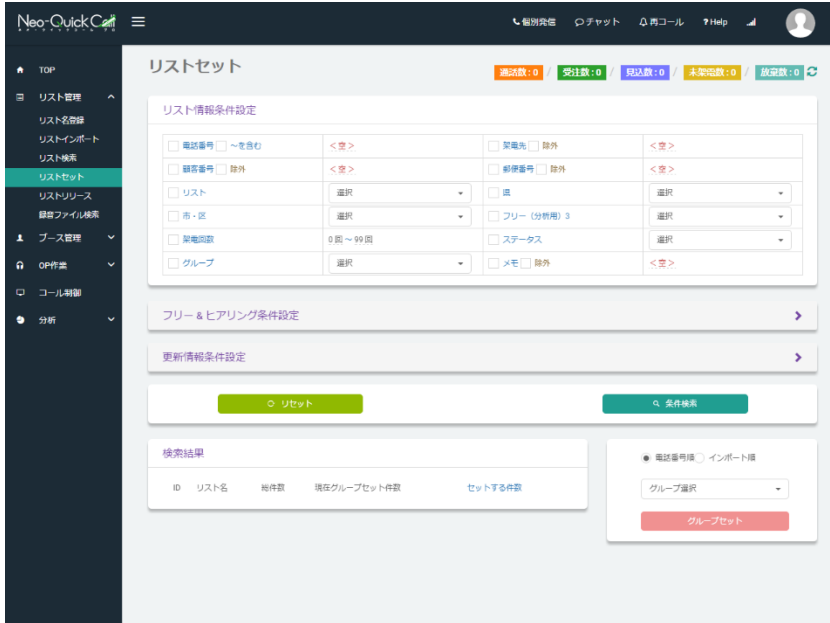 Neo-QuickCall
ネオ・クイックコール プロ
個別発信 チャット 再コール ?Help
TOP
リスト管理
リスト名登録
リストインポート
リスト検索
リストセット
リストリリース
録音ファイル検索
ブース管理
OP作業
コール制御
分析
リストセット
通話数:0 / 受注数:0 / 見込数:0 / 未架電数:0 / 放棄数:0
リスト情報条件設定
電話番号 ～を含む <空> 架電先 除外 <空>
顧客番号 除外 <空> 郵便番号 除外 <空>
リスト 選択 県 選択
市・区 選択 フリー（分析用）3 選択
架電回数 0回～99回 ステータス 選択
グループ 選択 メモ 除外 <空>
フリー＆ヒアリング条件設定
更新情報条件設定
リセット 条件検索
検索結果
ID リスト名 総件数 現在グループセット件数 セットする件数
電話番号順 インポート順
グループ選択
グループセット